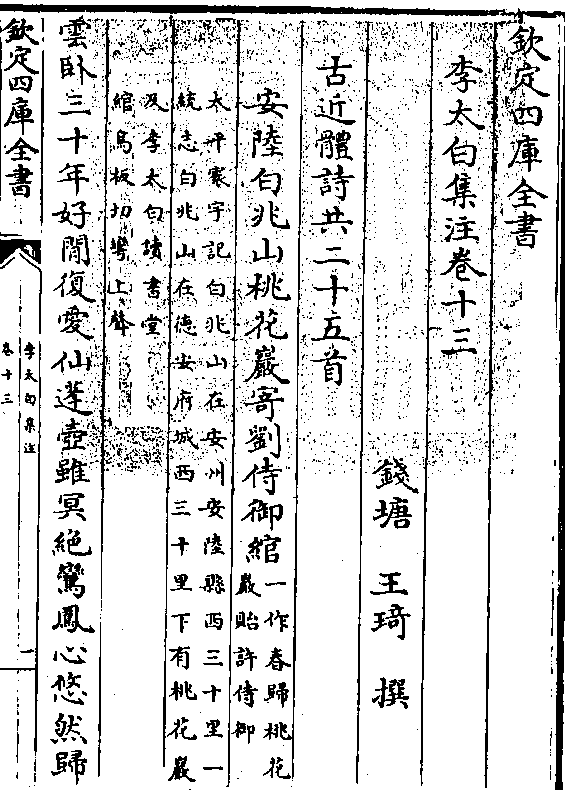 欽定四庫全書
李太白集注卷十三
錢塘 王琦 撰
古近體詩共二十五首
安陸白兆山桃花巖寄劉侍御綰
一作春歸桃花
巖貽許侍御
太平寰宇記白兆山在安州安陸縣西三十里一
統志白兆山在德安府城西三十里下有桃花巖
及李太白讀書堂
綰烏板切彎上聲
雲卧三十年好閒復愛仙蓬壺雖冥絶鸞鳳心悠然歸
欽定四庫全書
李太白集注
卷十三
一